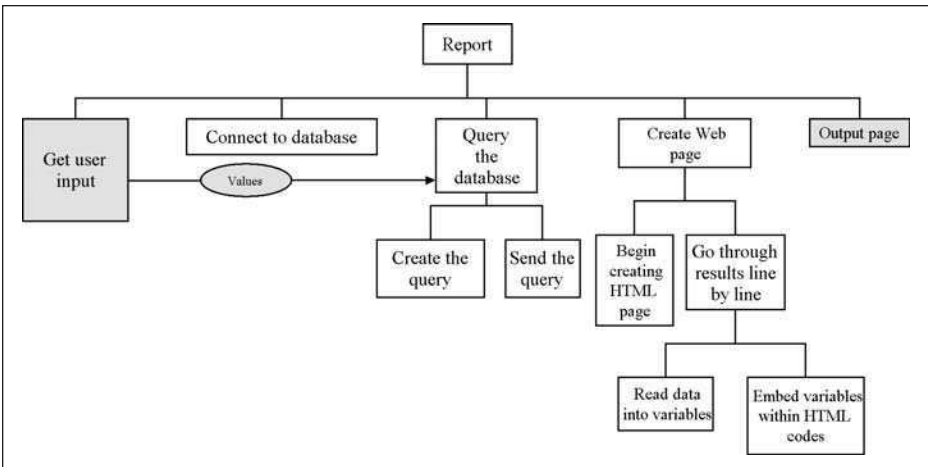 Report
Get user
input
Connect to database
Values
Query
the
database
Create Web
page
Output page
Create the
query
Send the
query
Begin
creating
HTML
page
Go through
results line
by line
Read data
into variables
Embed variables
within HTML
codes